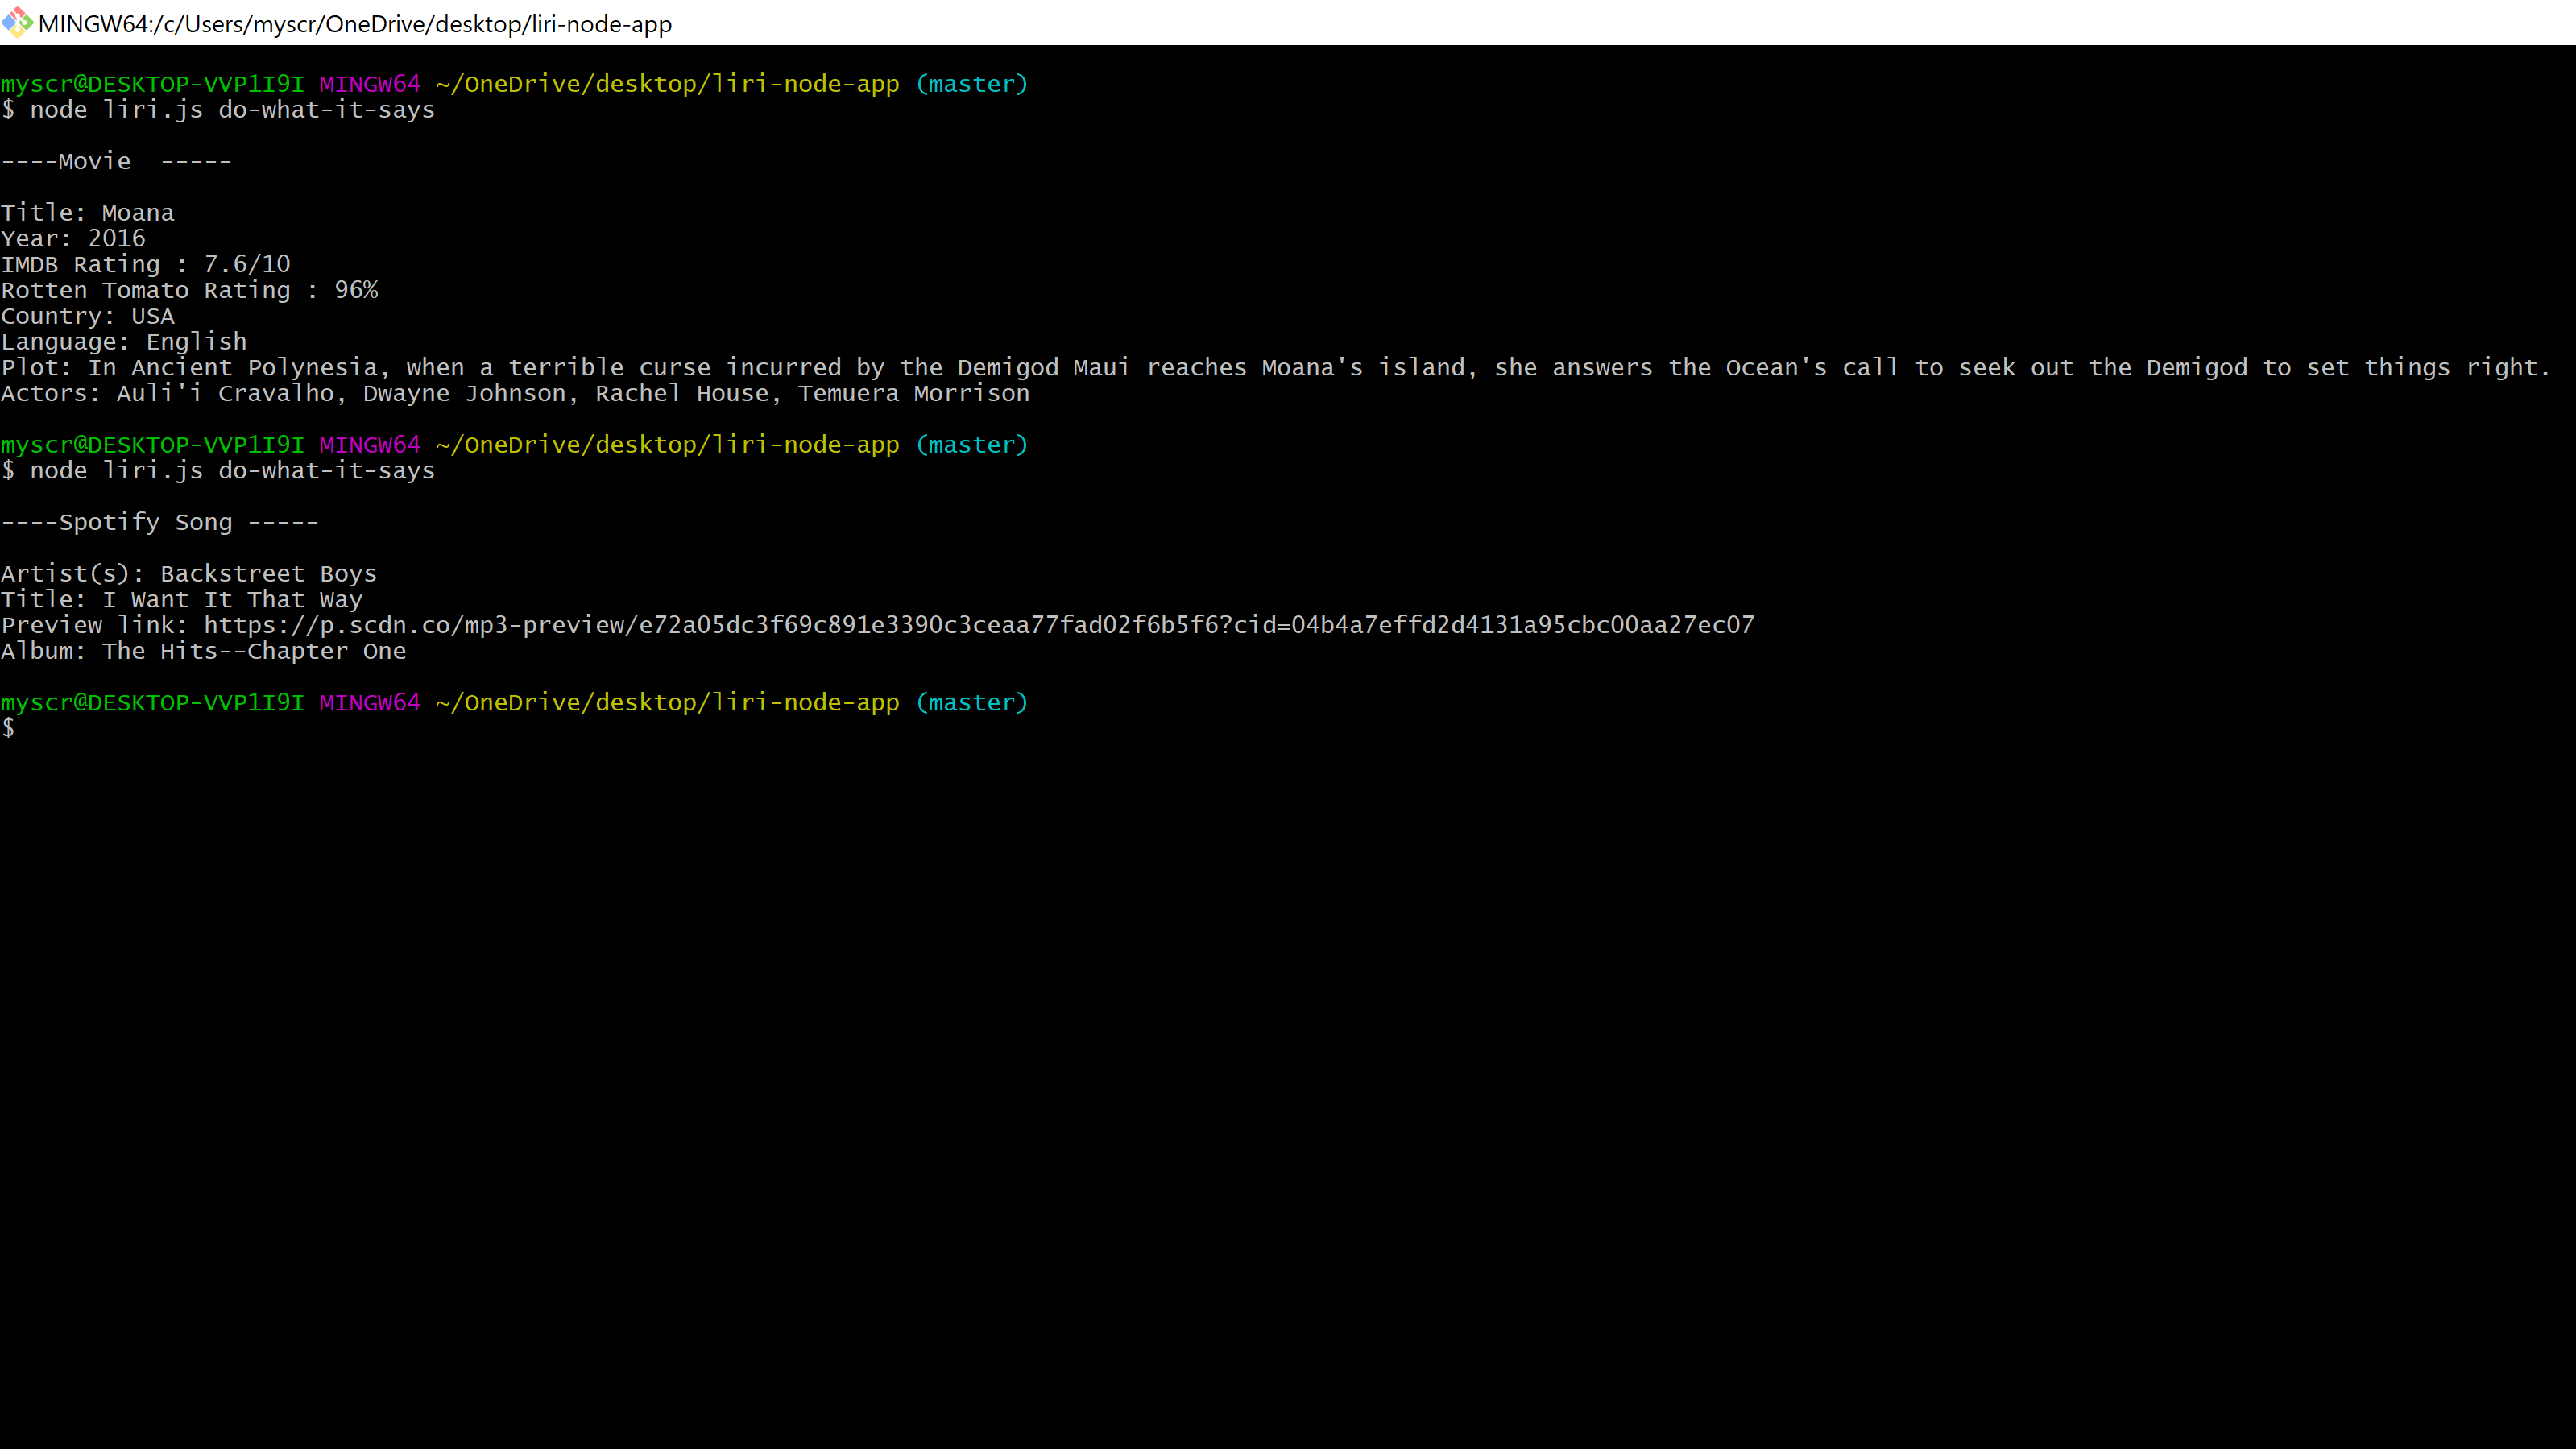 MINGW64:/c/Users/myscr/OneDrive/desktop/liri-node-app
myscr@DESKTOP-VVP1I9I MINGW64 ~/OneDrive/desktop/liri-node-app (master)
$ node liri.js do-what-it-says
----Movie  -----
Title: Moana
Year: 2016
IMDB Rating : 7.6/10
Rotten Tomato Rating : 96%
Country: USA
Language: English
Plot: In Ancient Polynesia, when a terrible curse incurred by the Demigod Maui reaches Moana's island, she answers the Ocean's call to seek out the Demigod to set things right.
Actors: Auli'i Cravalho, Dwayne Johnson, Rachel House, Temuera Morrison
myscr@DESKTOP-VVP1I9I MINGW64 ~/OneDrive/desktop/liri-node-app (master)
$ node liri.js do-what-it-says
----Spotify Song -----
Artist(s): Backstreet Boys
Title: I Want It That Way
Preview link: https://p.scdn.co/mp3-preview/e72a05dc3f69c891e3390c3ceaa77fad02f6b5f6?cid=04b4a7effd2d4131a95cbc00aa27ec07
Album: The Hits--Chapter One
myscr@DESKTOP-VVP1I9I MINGW64 ~/OneDrive/desktop/liri-node-app (master)
$